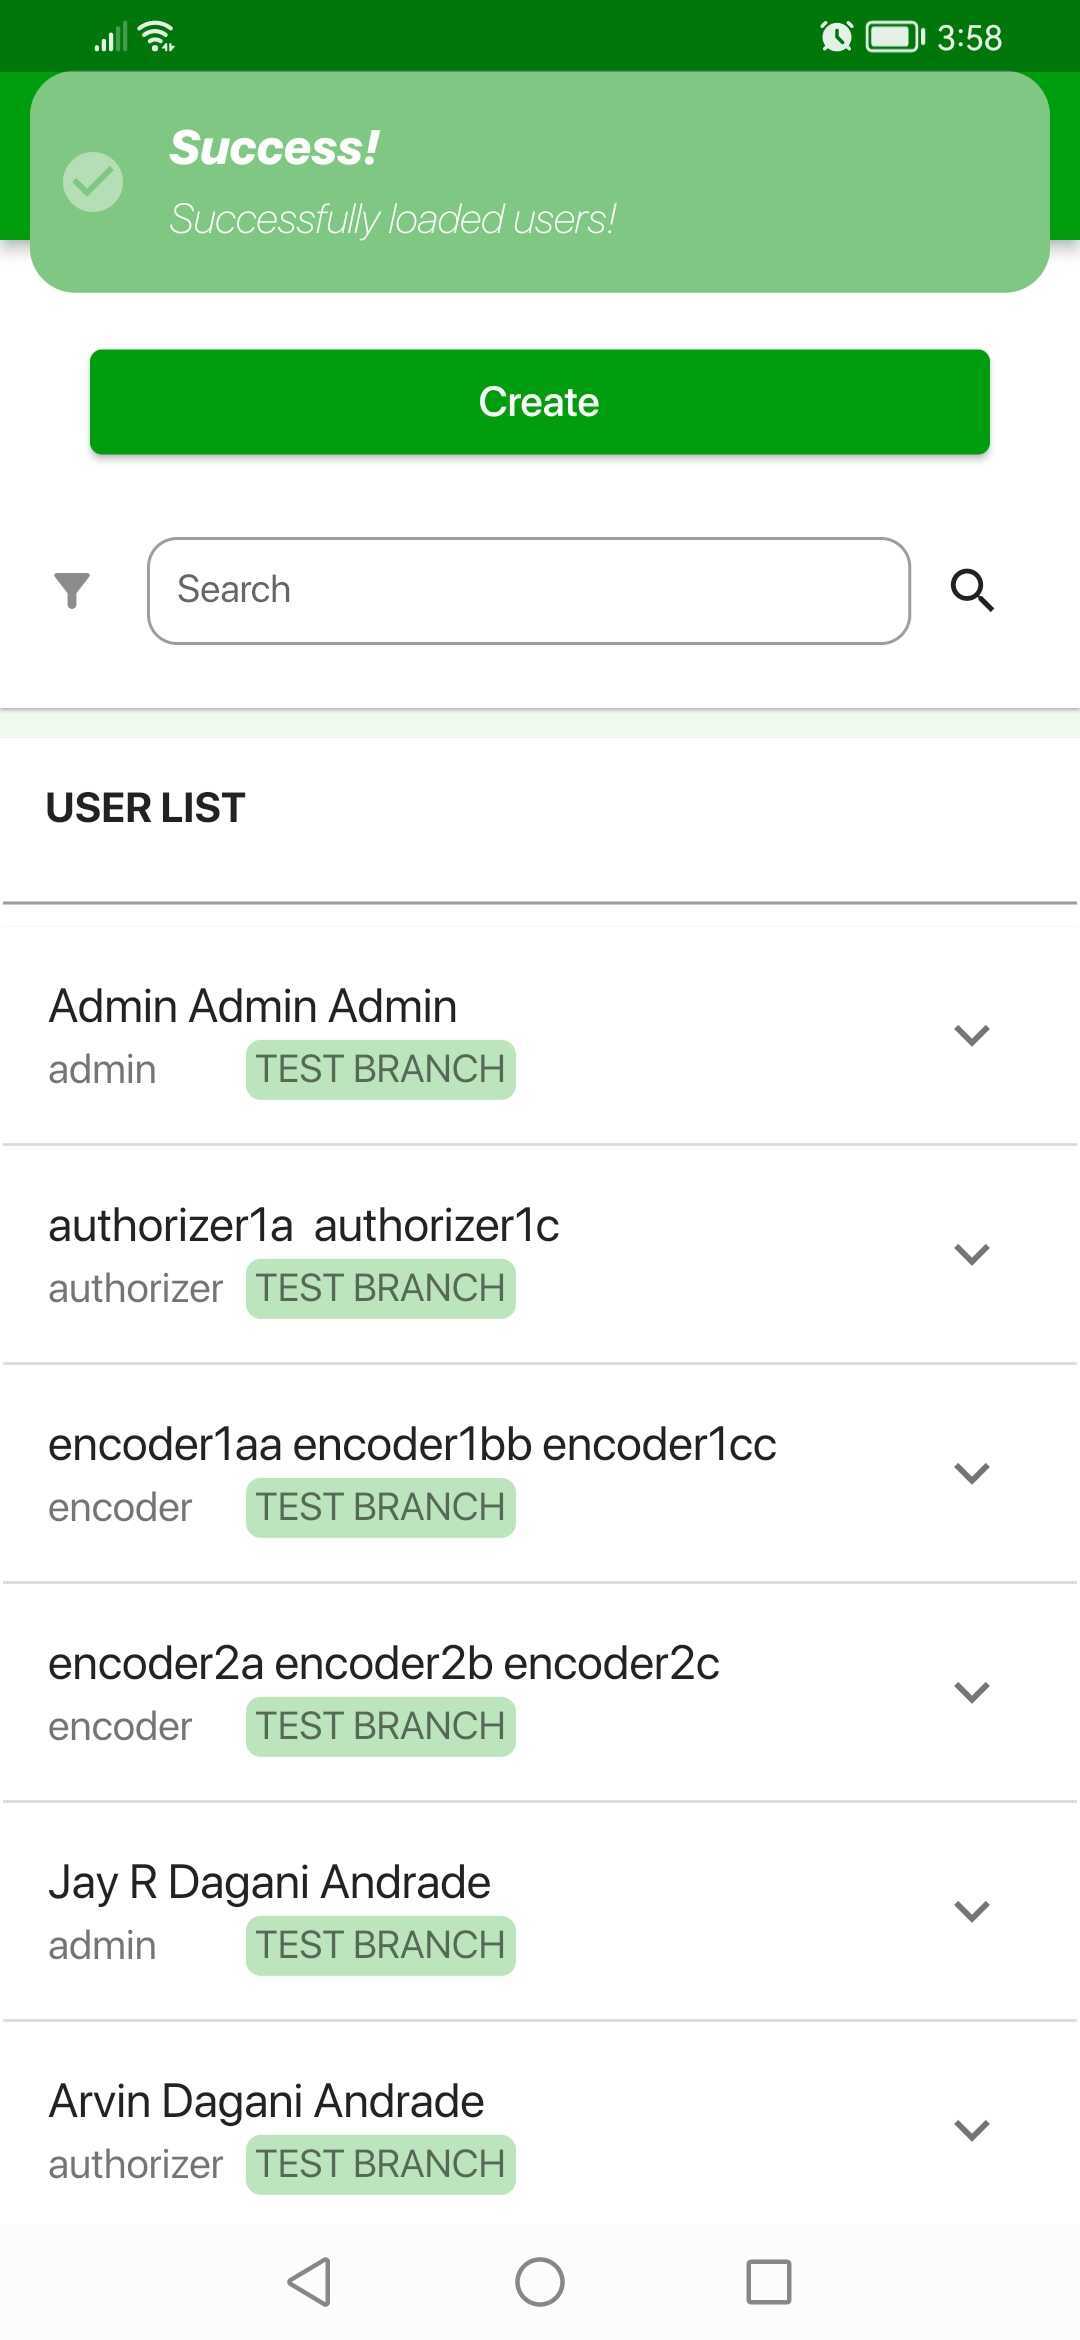 3:58
Success!
Successfully loaded users!
Create
Search
USER LIST
Admin Admin Admin
admin TEST BRANCH
authorizer1a  authorizer1c
authorizer TEST BRANCH
encoder1aa encoder1bb encoder1cc
encoder TEST BRANCH
encoder2a encoder2b encoder2c
encoder TEST BRANCH
Jay R Dagani Andrade
admin TEST BRANCH
Arvin Dagani Andrade
authorizer TEST BRANCH